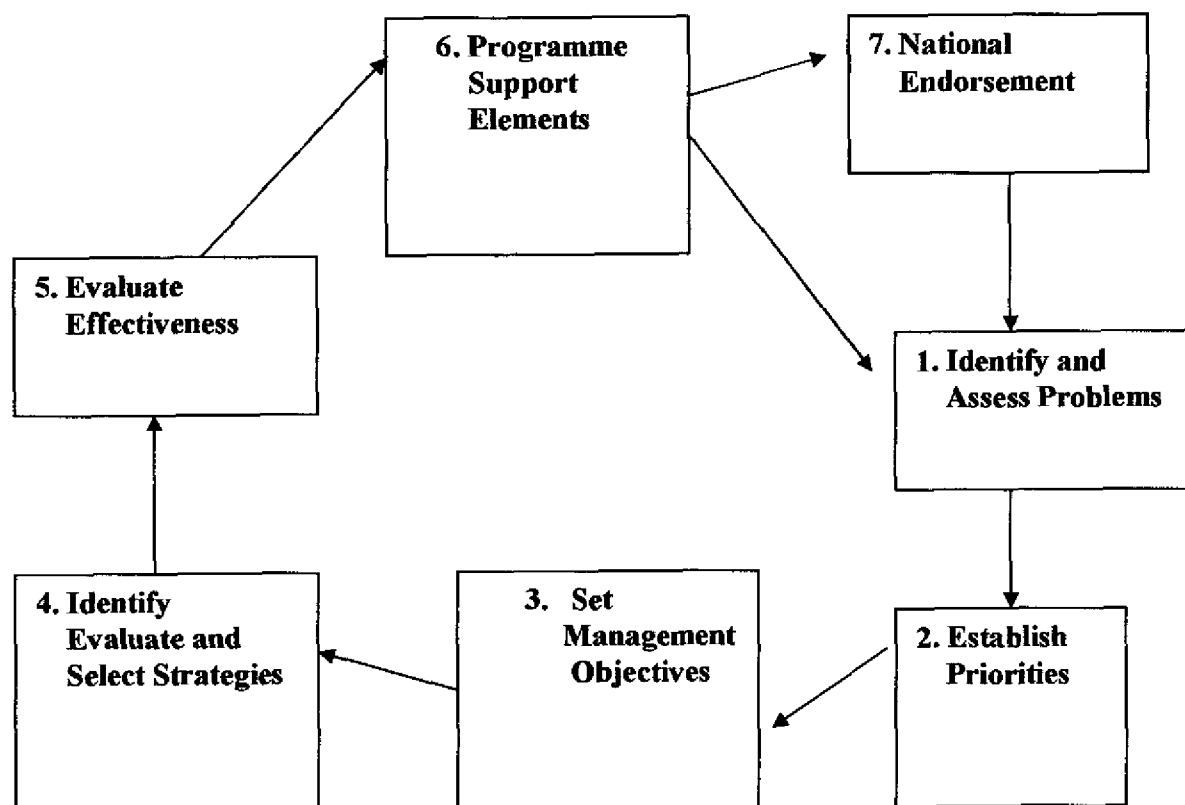 6. Programme
Support
Elements
7. National
Endorsement
5. Evaluate
Effectiveness
1. Identify and
Assess Problems
4. Identify
Evaluate and
Select Strategies
3. Set
Management
Objectives
2. Establish
Priorities